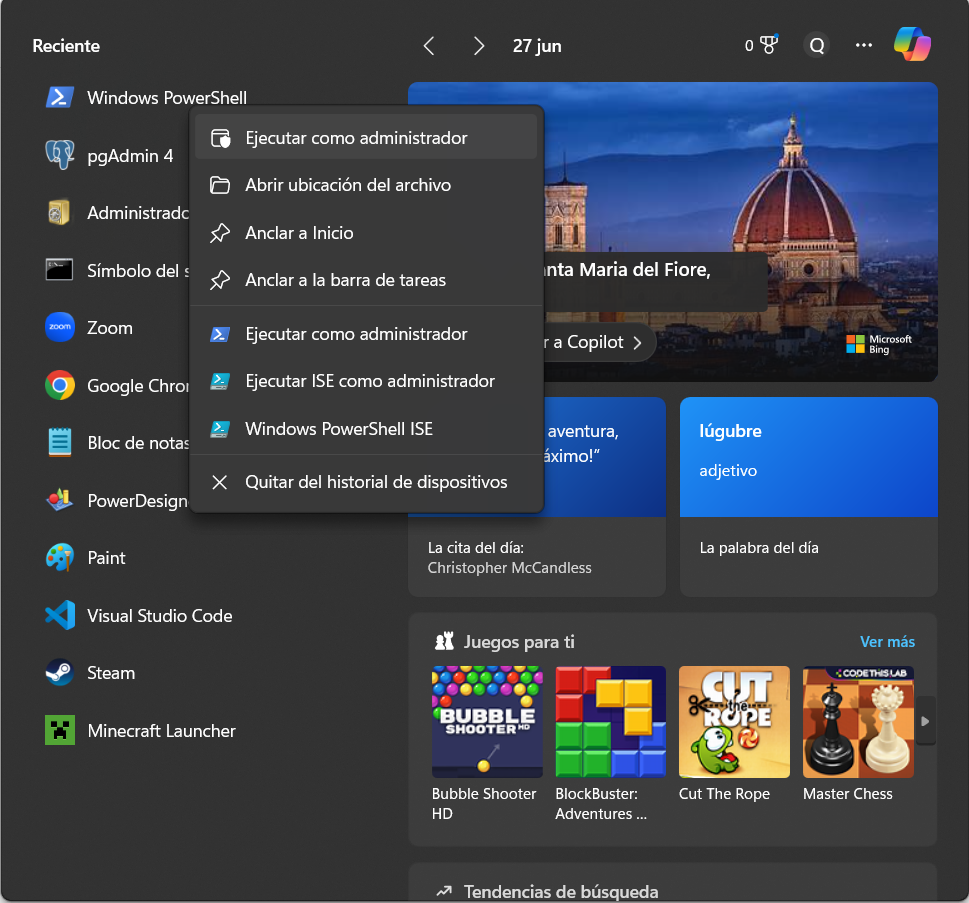 Reciente
27 jun
0
Q
Windows PowerShell
pgAdmin 4
Símbolo del
Zoom
Google
Bloc de notas
Paint
Visual Studio Code
Steam
Minecraft Launcher
Ejecutar como administrador
Abrir ubicación del archivo
Anclar a Inicio
Anclar a la barra de tareas
Ejecutar como administrador
Ejecutar ISE como administrador
Windows PowerShell ISE
Quitar del historial de dispositivos
Maria del Fiore,
a Copilot
Microsoft
Bing
aventura,
La cita del día:
Christopher McCandless
lúgubre
adjetivo
La palabra del día
Juegos para ti
Ver más
zoom
BUBBLE
SHOOTER HD
CUT
the
ROPE
CODETHISLAB
Bubble Shooter
HD
BlockBuster:
Adventures ...
Cut The Rope
Master Chess
Tendencias de búsqueda